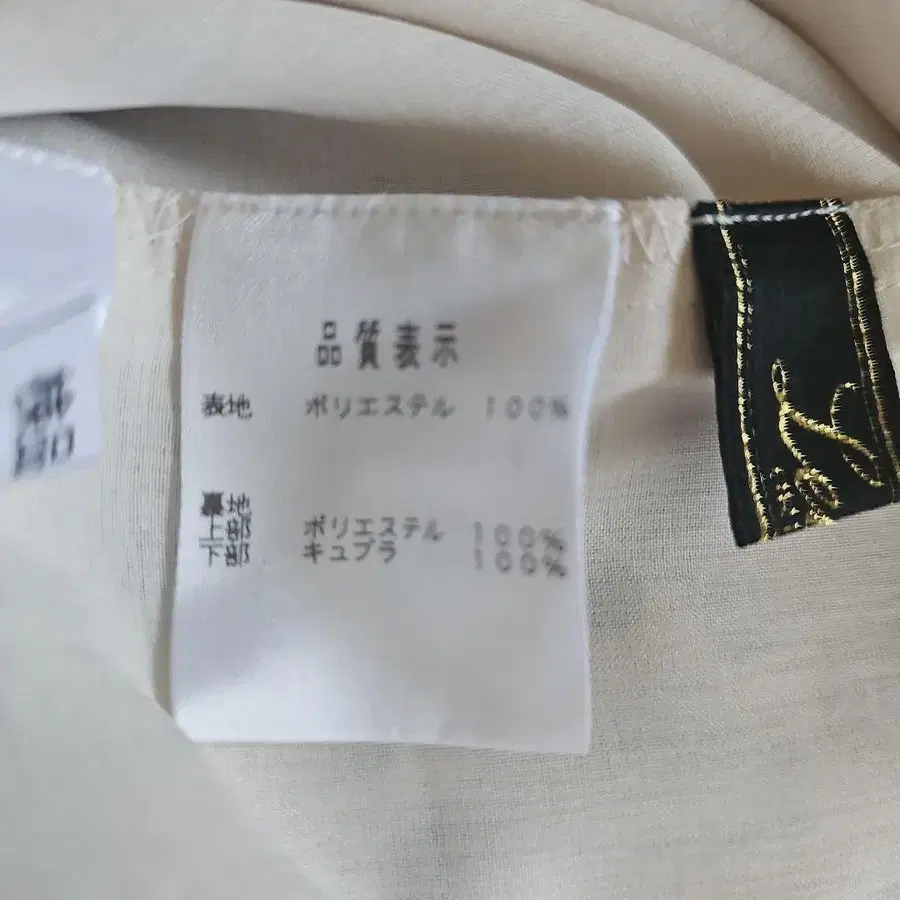 品質表示
表地 ポリエステル 100%
裏地
上部 ポリエステル 100%
下部 キュプラ 100%